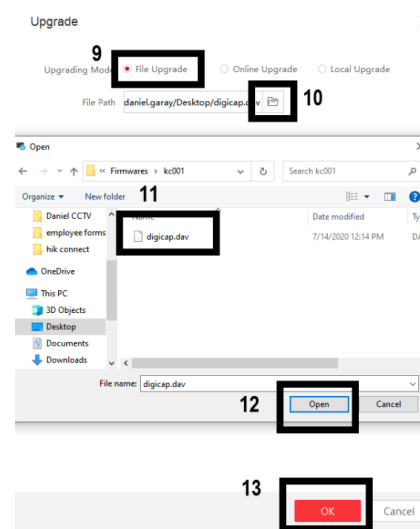 Upgrade
9
Upgrading Mode File Upgrade Online Upgrade Local Upgrade
File Path daniel.garay/Desktop/digicap.dav 10
Open
« Firmwares > kc001 Search kc001
Organize New folder 11
Name Date modified
digicap.dav 7/14/2020 12:14 PM
Daniel CCTV
employee forms
hik connect
OneDrive
This PC
3D Objects
Desktop
Documents
Downloads
File name: digicap.dav
12 Open Cancel
13
OK Cancel